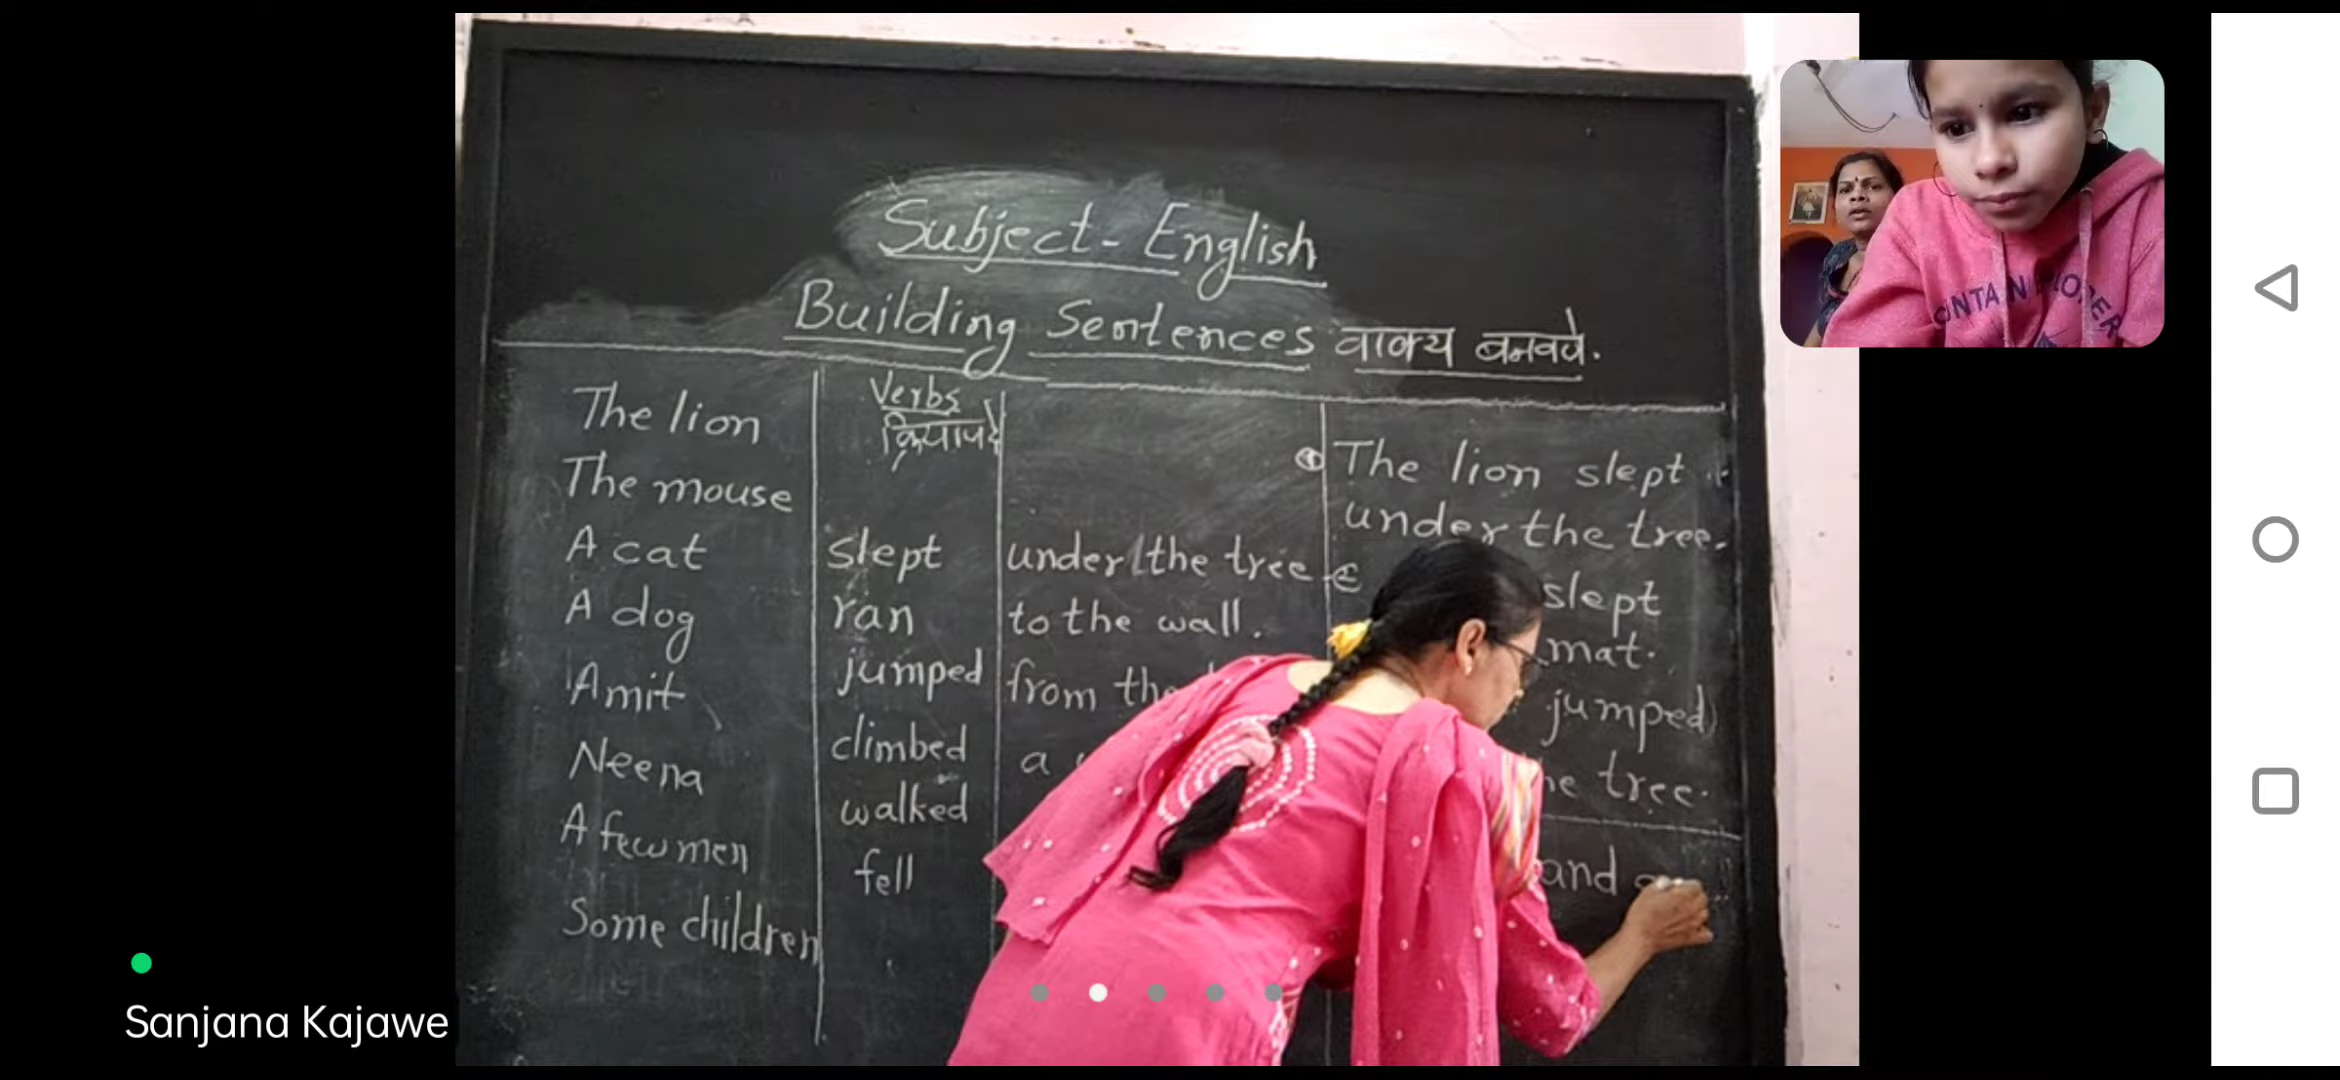 Subject - English
Building Sentences वाक्य बनवणे.
The lion
The mouse
A cat
A dog
Amit
Neena
A few men
Some children
Verbs
क्रियापदे
slept
ran
jumped
climbed
walked
fell
under the tree
to the wall.
from the
a
① The lion slept
under the tree.
slept
mat.
jumped
tree.
and
Sanjana Kajawe